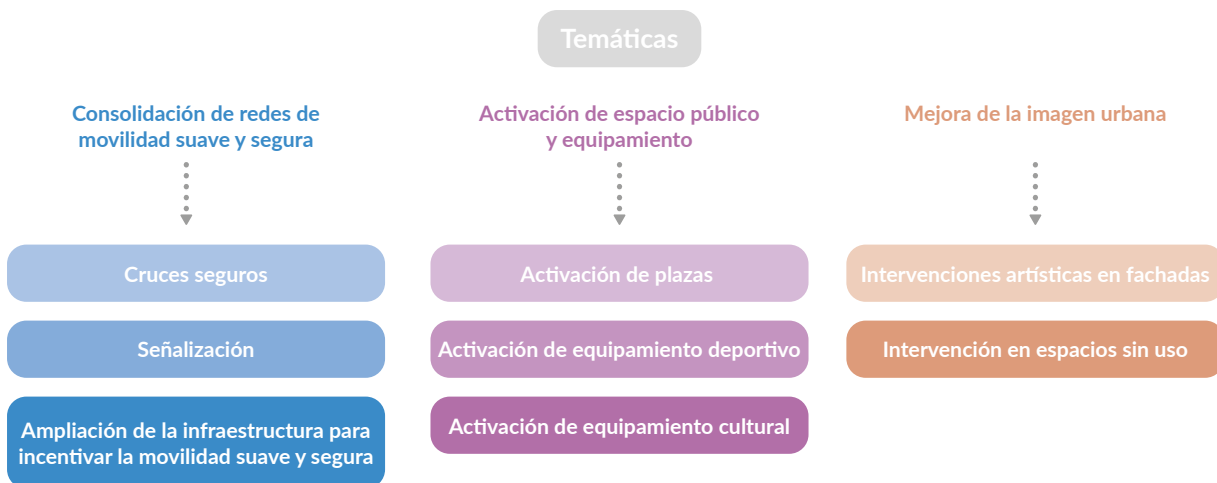 Temáticas
Consolidación de redes de
movilidad suave y segura
Cruces seguros
Señalización
Ampliación de la infraestructura para
incentivar la movilidad suave y segura
Activación de espacio público
y equipamiento
Activación de plazas
Activación de equipamiento deportivo
Activación de equipamiento cultural
Mejora de la imagen urbana
Intervenciones artísticas en fachadas
Intervención en espacios sin uso